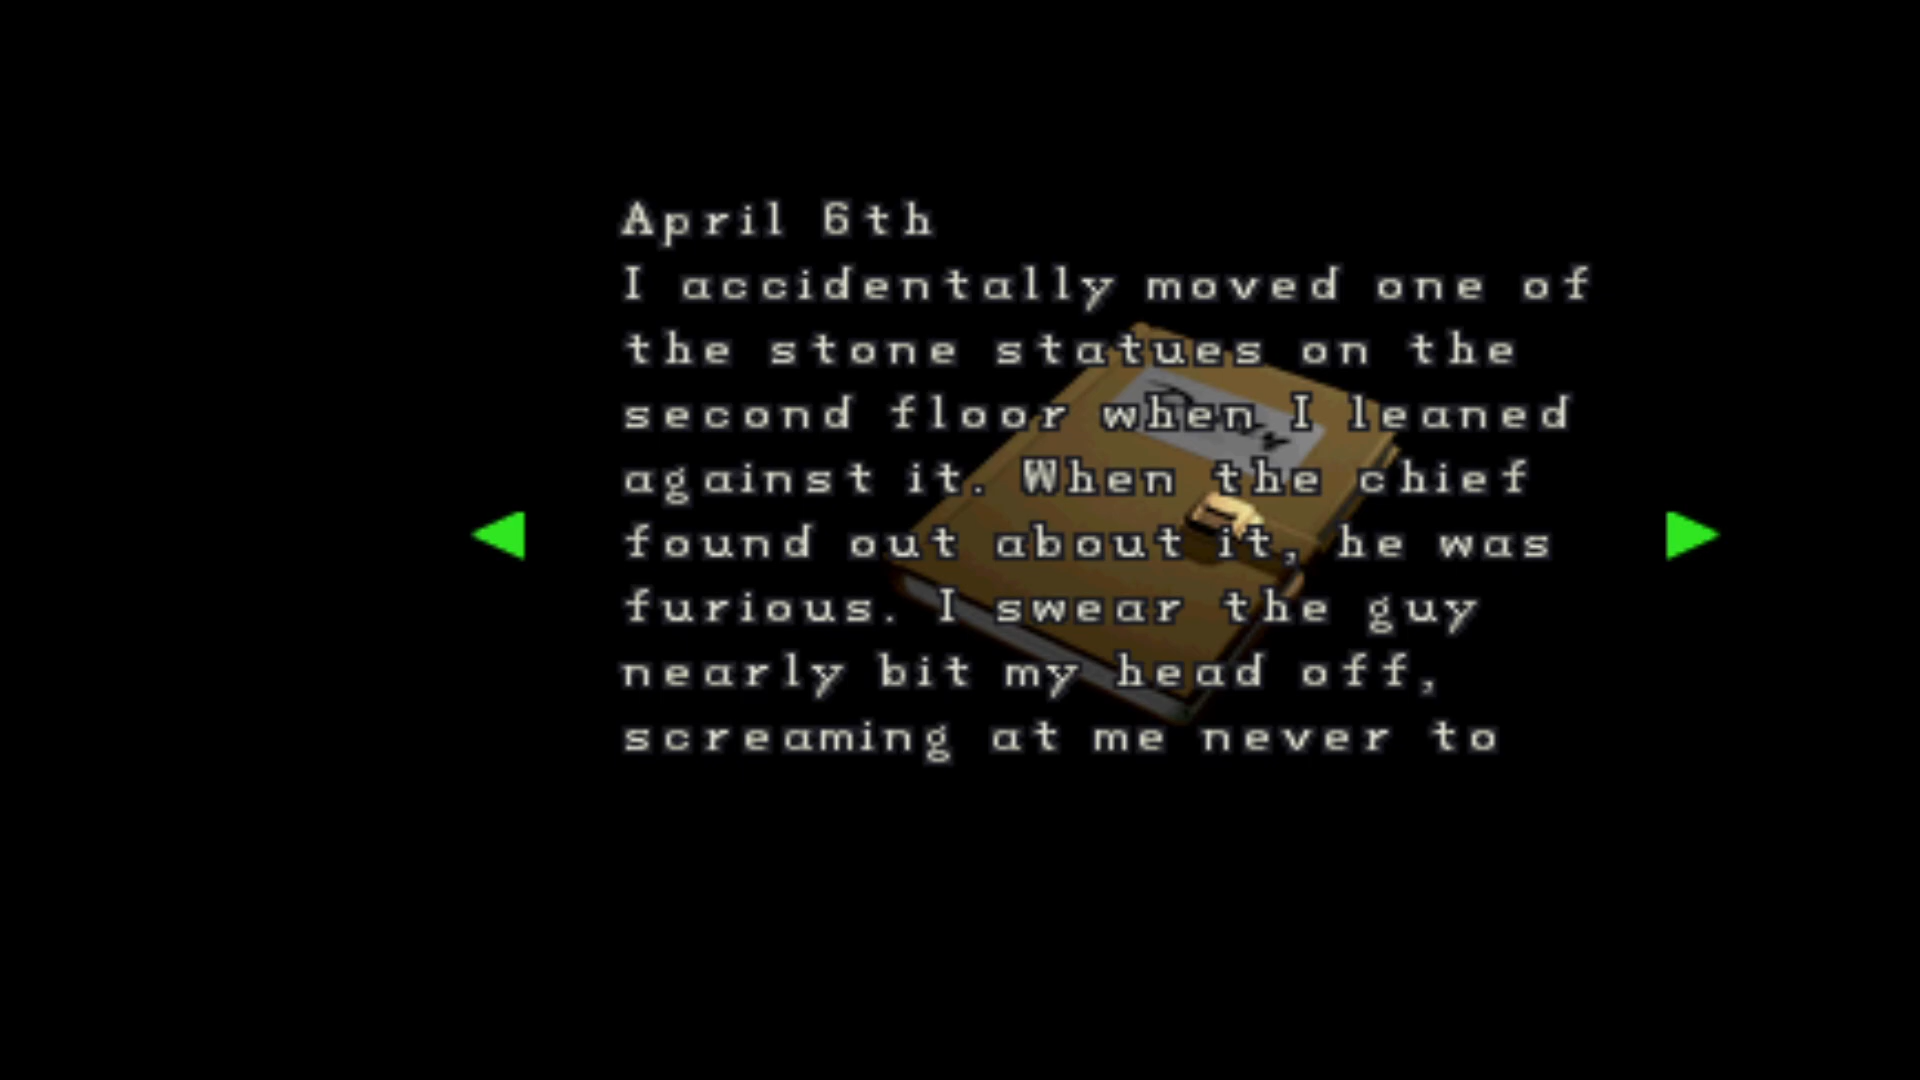 April 6th
I accidentally moved one of
the stone statues on the
second floor when I leaned
against it. When the chief
found out about it, he was
furious. I swear the guy
nearly bit my head off,
screaming at me never to